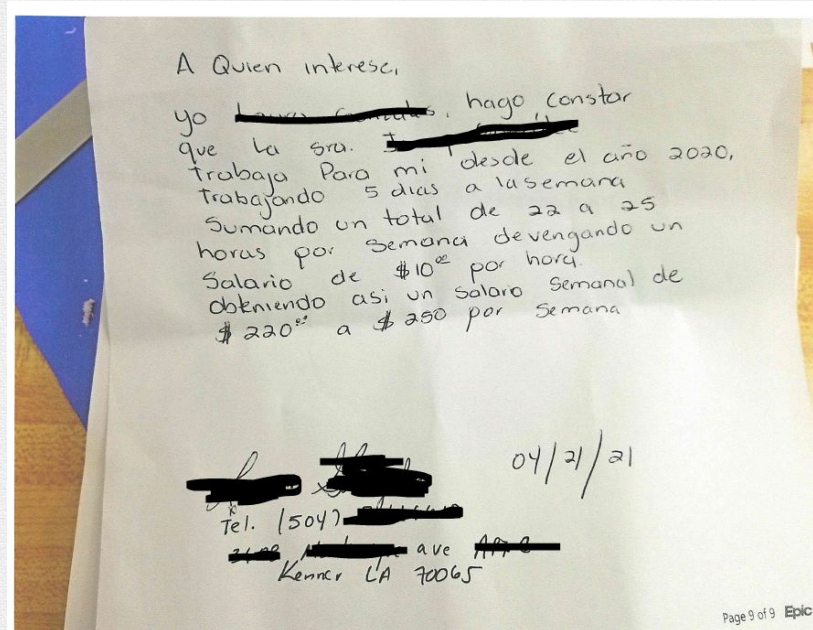 A Quien interese,
yo hago constar
que la sra.
trabaja Para mi desde el año 2020,
Trabajando 5 dias a la semana
Sumando un total de 22 a 25
horas por semana devengando un
Salario de $10⁰⁰ por hora.
obteniendo asi un Salaro Semanal de
$220⁰⁰ a $250 por semana
04/21/21
Tel. (504)
ave
Kenner LA 70065
Page 9 of 9 Epic